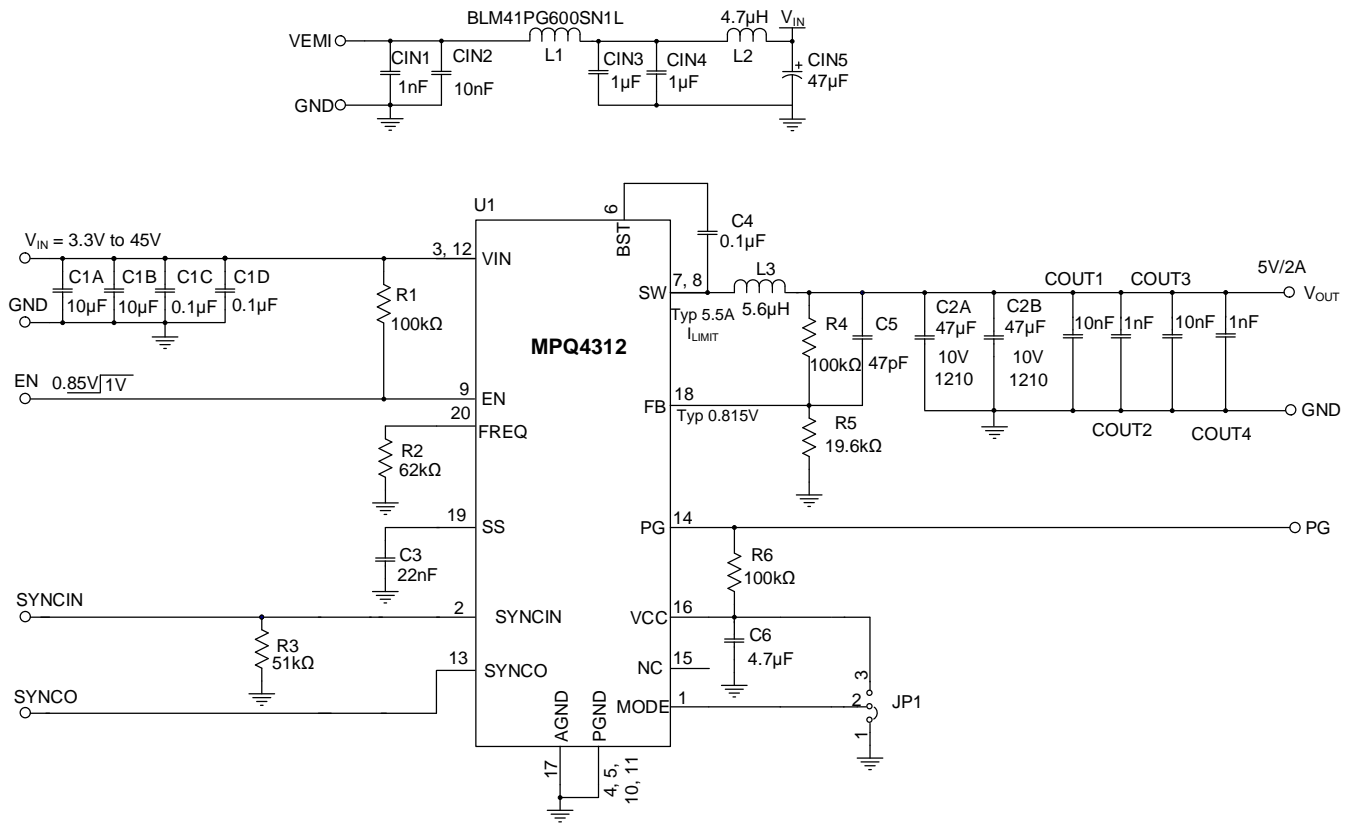 BLM41PG600SN1L
4.7µH
VIN
VEMI
CIN1
1nF
CIN2
10nF
L1
CIN3
1µF
CIN4
1µF
L2
+
CIN5
47µF
GND
U1
6
BST
C4
0.1µF
VIN = 3.3V to 45V
3, 12
VIN
C1A
10µF
C1B
10µF
C1C
0.1µF
C1D
0.1µF
GND
R1
100kΩ
SW
7, 8
L3
5.6µH
Typ 5.5A
ILIMIT
COUT1
COUT3
5V/2A
VOUT
MPQ4312
R4
100kΩ
C5
47pF
C2A
47µF
10V
1210
C2B
47µF
10V
1210
10nF
1nF
10nF
1nF
EN
0.85V
1V
9
EN
20
FREQ
FB
18
Typ 0.815V
GND
R2
62kΩ
R5
19.6kΩ
COUT2
COUT4
19
SS
C3
22nF
PG
14
PG
R6
100kΩ
SYNCIN
2
SYNCIN
R3
51kΩ
VCC
16
C6
4.7µF
13
SYNCO
NC
15
SYNCO
MODE
1
3
2
1
JP1
AGND
PGND
17
4, 5,
10, 11